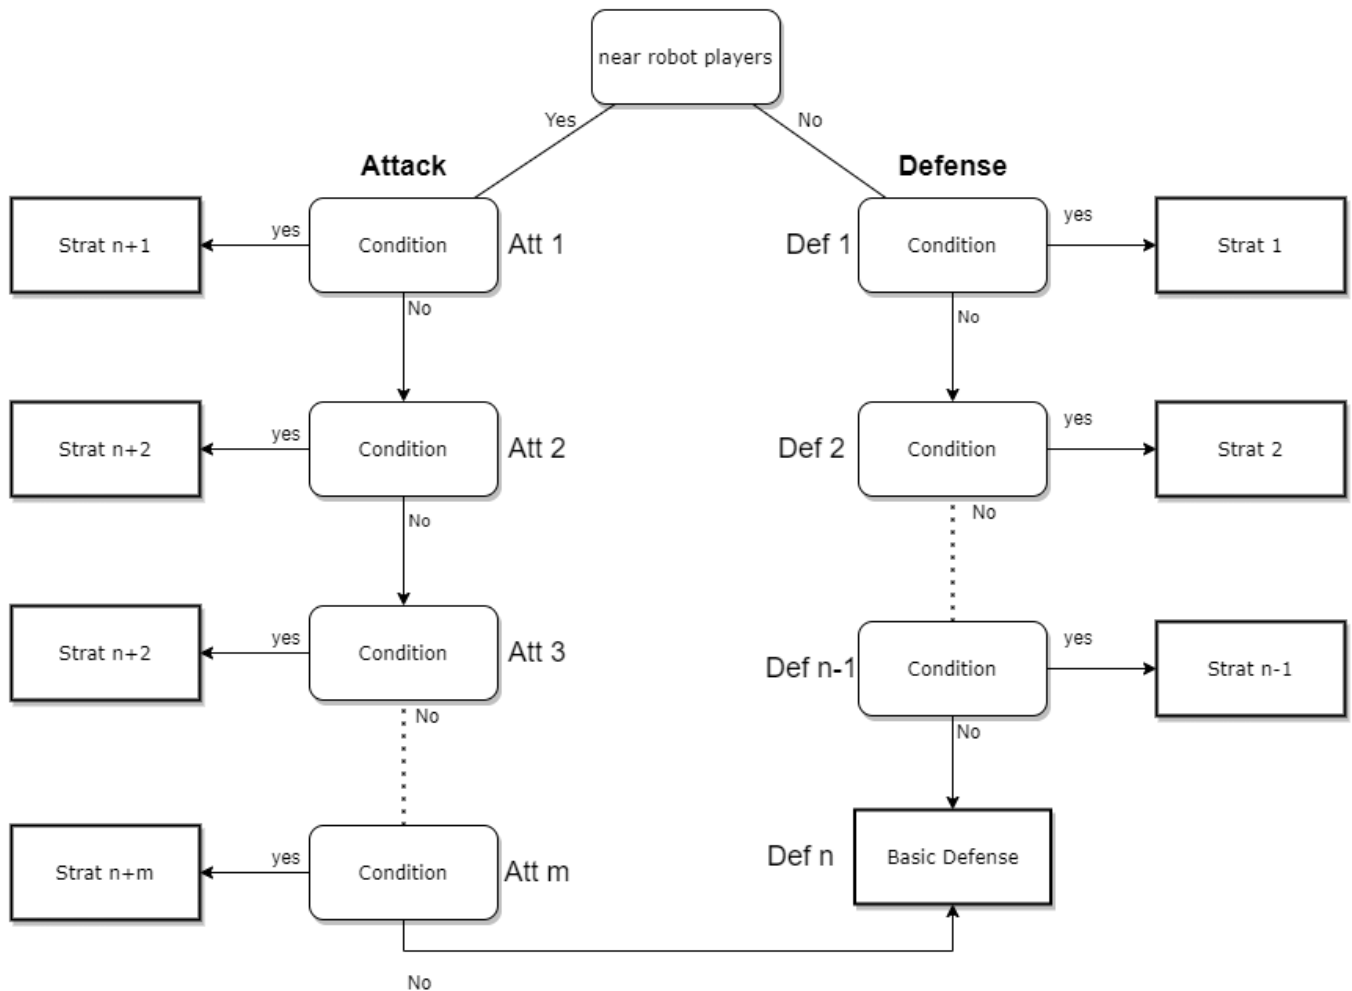 near robot players
Yes
No
Attack
Defense
Strat n+1
yes
Condition
Att 1
Def 1
Condition
yes
Strat 1
No
No
Strat n+2
yes
Condition
Att 2
Def 2
Condition
yes
Strat 2
No
No
Strat n+2
yes
Condition
Att 3
Def n-1
Condition
yes
Strat n-1
No
No
Strat n+m
yes
Condition
Att m
Def n
Basic Defense
No